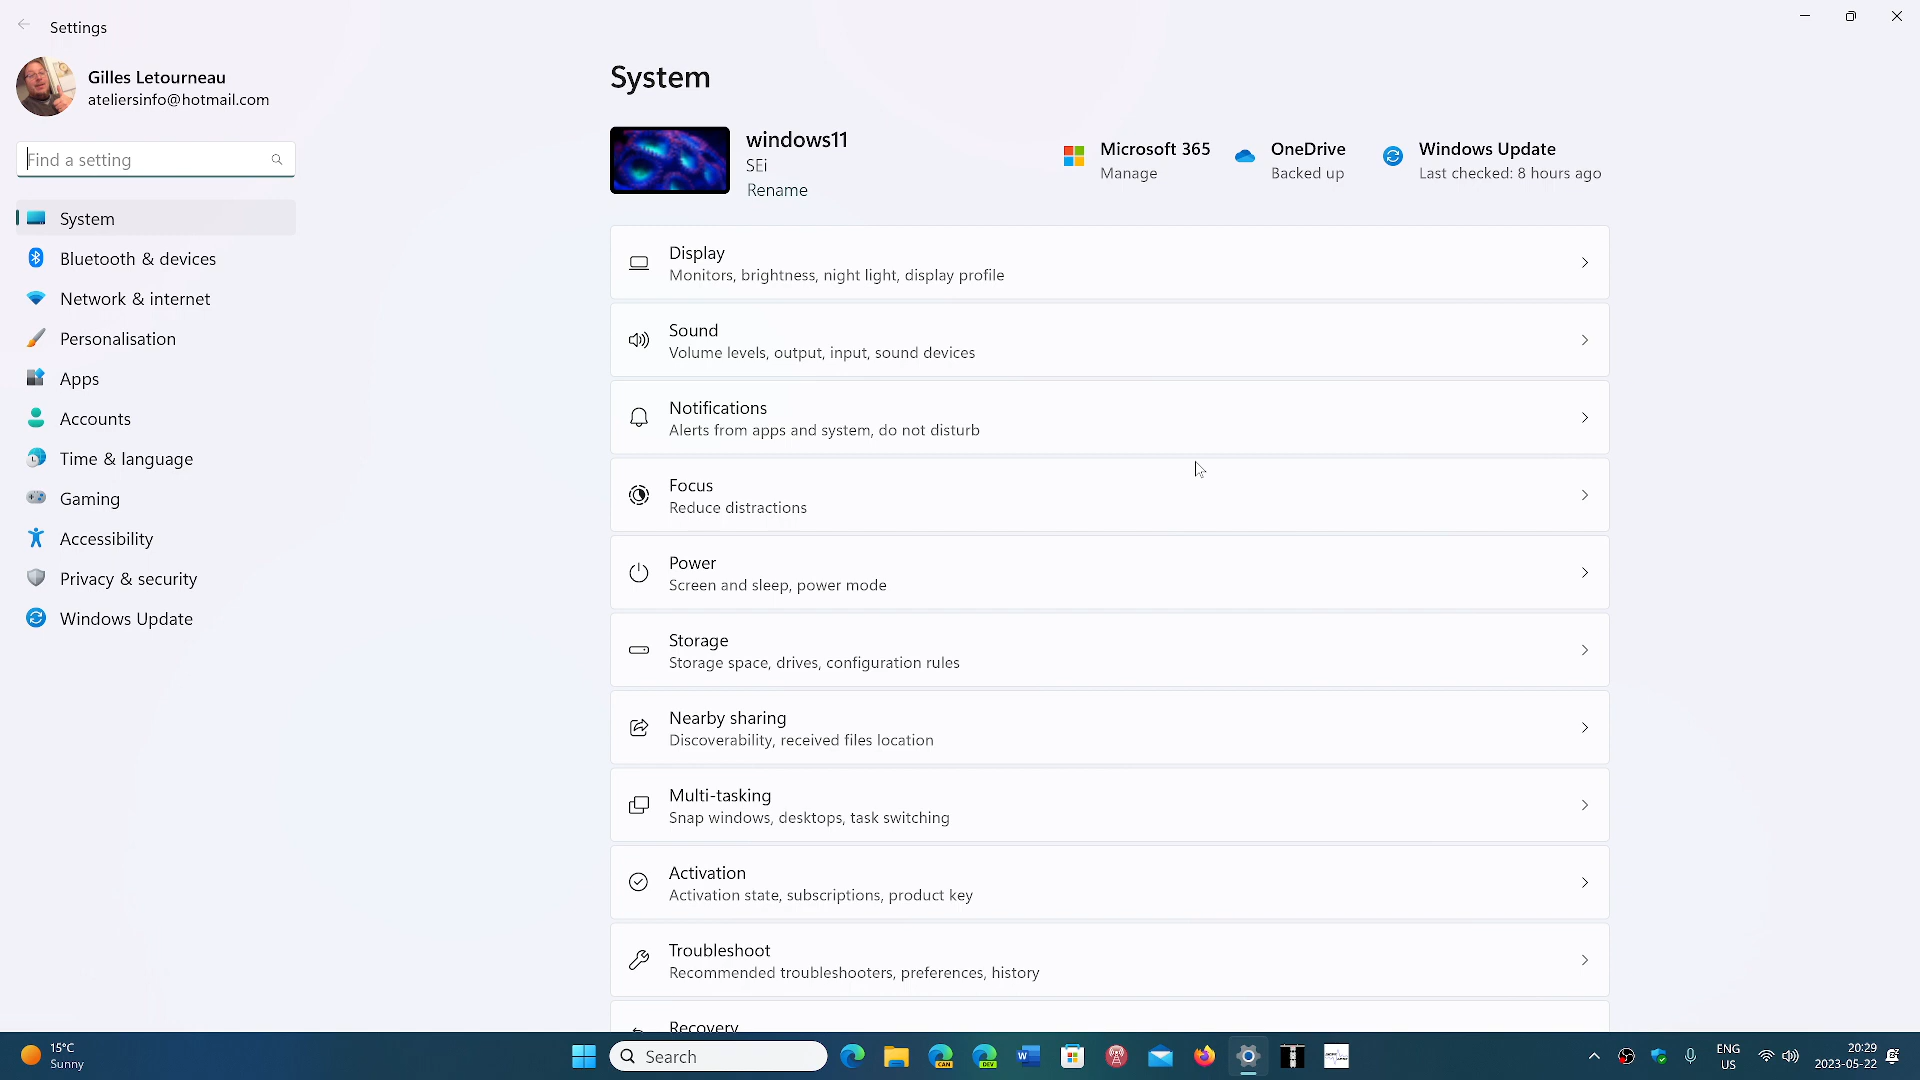 Settings
Gilles Letourneau
ateliersinfo@hotmail.com
Find a setting
System
Bluetooth & devices
Network & internet
Personalisation
Apps
Accounts
Time & language
Gaming
Accessibility
Privacy & security
Windows Update
System
windows11
SEi
Rename
Microsoft 365
Manage
OneDrive
Backed up
Windows Update
Last checked: 8 hours ago
Display
Monitors, brightness, night light, display profile
Sound
Volume levels, output, input, sound devices
Notifications
Alerts from apps and system, do not disturb
Focus
Reduce distractions
Power
Screen and sleep, power mode
Storage
Storage space, drives, configuration rules
Nearby sharing
Discoverability, received files location
Multi-tasking
Snap windows, desktops, task switching
Activation
Activation state, subscriptions, product key
Troubleshoot
Recommended troubleshooters, preferences, history
Recovery
15°C
Sunny
Search
CAN
DEV
ENG
US
20:29
2023-05-22